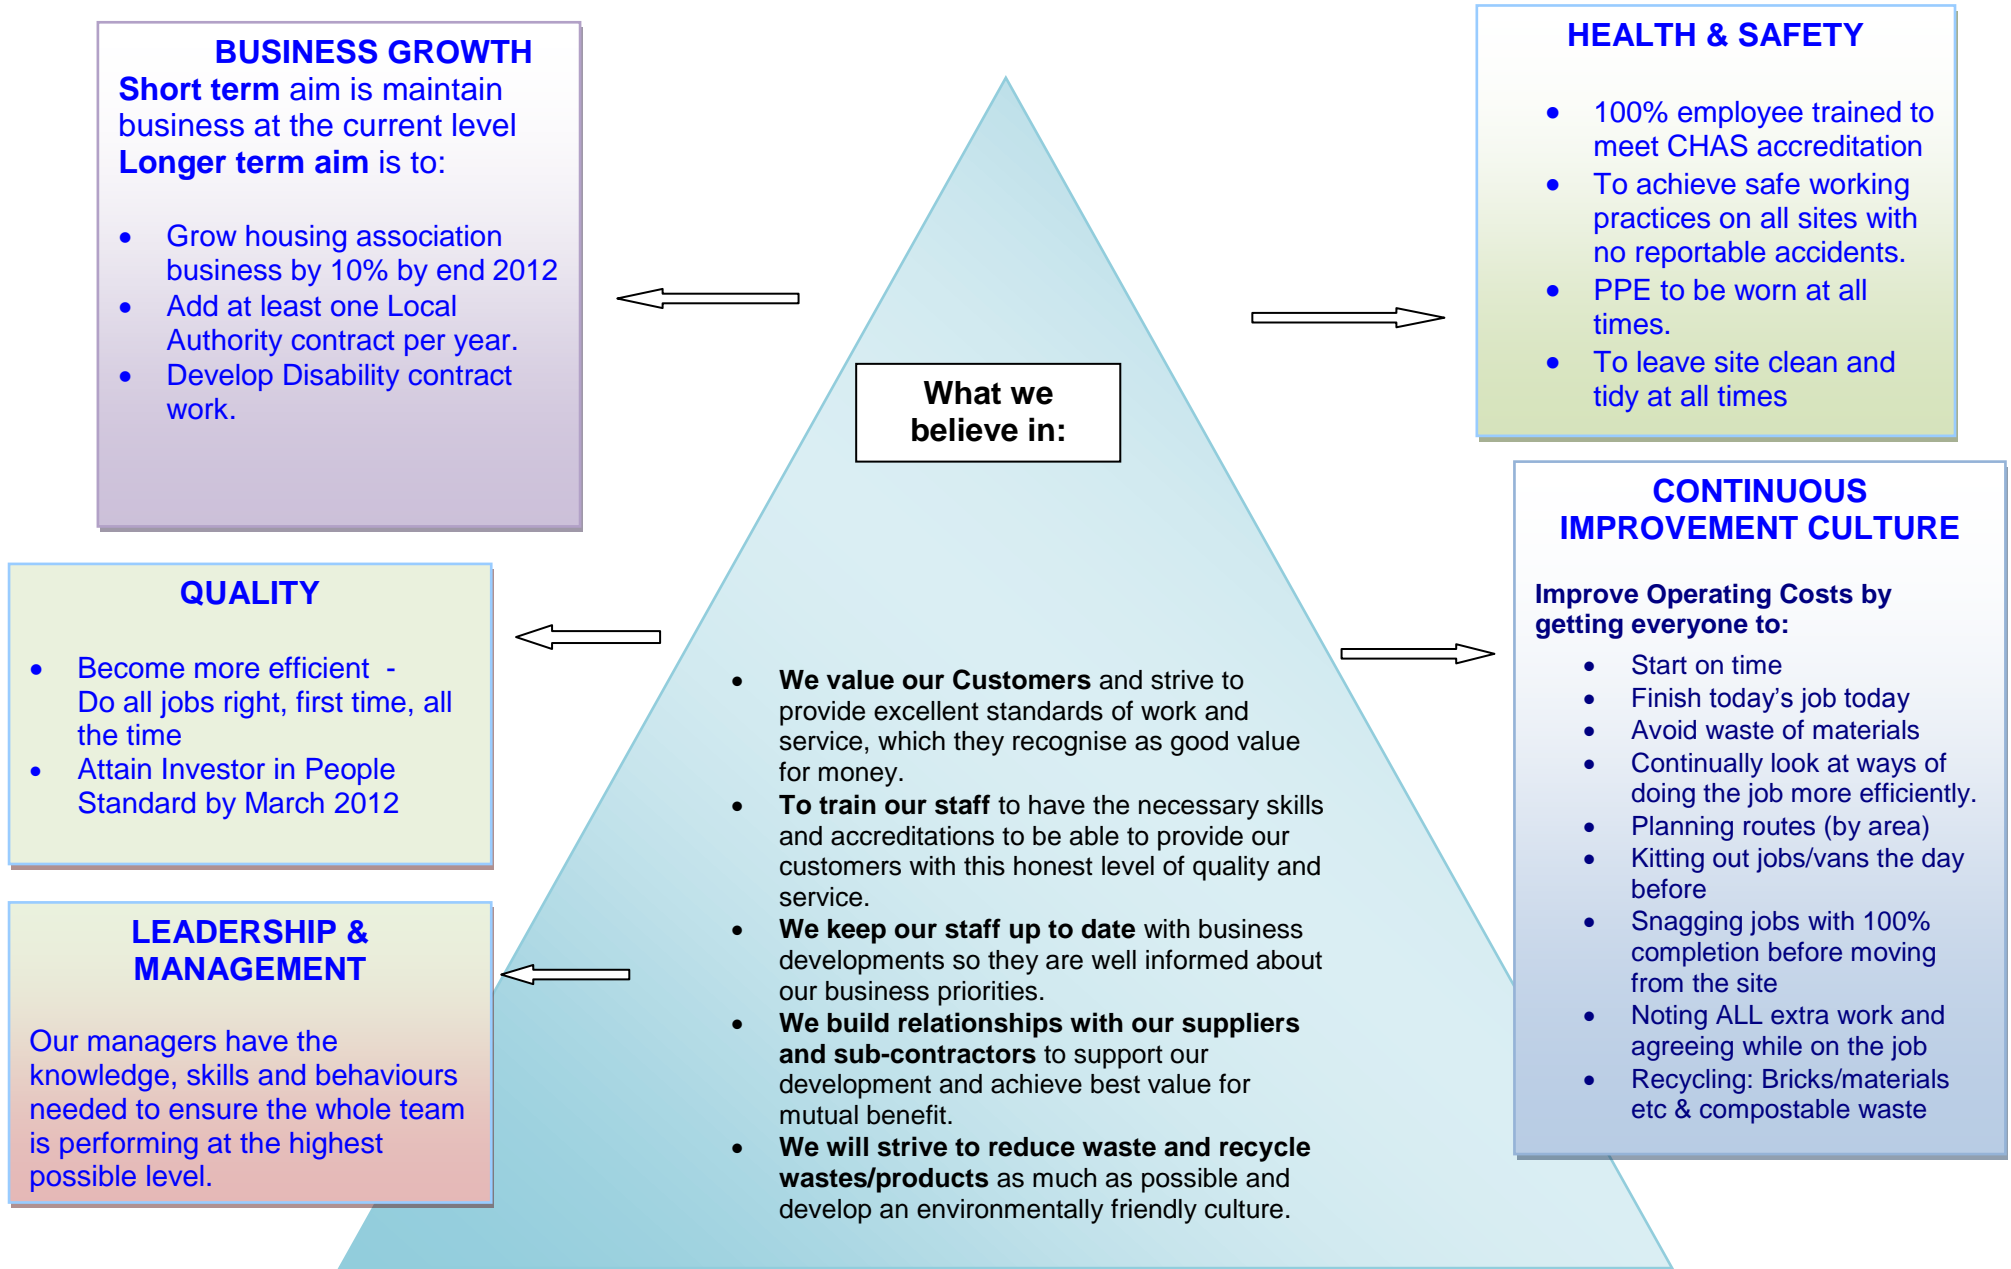 BUSINESS GROWTH
Short term aim is maintain
business at the current level
Longer term aim is to:
• Grow housing association
business by 10% by end 2012
• Add at least one Local
Authority contract per year.
• Develop Disability contract
work.
QUALITY
• Become more efficient -
Do all jobs right, first time, all
the time
• Attain Investor in People
Standard by March 2012
LEADERSHIP &
MANAGEMENT
Our managers have the
knowledge, skills and behaviours
needed to ensure the whole team
is performing at the highest
possible level.
What we
believe in:
• We value our Customers and strive to
provide excellent standards of work and
service, which they recognise as good value
for money.
• To train our staff to have the necessary skills
and accreditations to be able to provide our
customers with this honest level of quality and
service.
• We keep our staff up to date with business
developments so they are well informed about
our business priorities.
• We build relationships with our suppliers
and sub-contractors to support our
development and achieve best value for
mutual benefit.
• We will strive to reduce waste and recycle
wastes/products as much as possible and
develop an environmentally friendly culture.
HEALTH & SAFETY
• 100% employee trained to
meet CHAS accreditation
• To achieve safe working
practices on all sites with
no reportable accidents.
• PPE to be worn at all
times.
• To leave site clean and
tidy at all times
CONTINUOUS
IMPROVEMENT CULTURE
Improve Operating Costs by
getting everyone to:
• Start on time
• Finish today’s job today
• Avoid waste of materials
• Continually look at ways of
doing the job more efficiently.
• Planning routes (by area)
• Kitting out jobs/vans the day
before
• Snagging jobs with 100%
completion before moving
from the site
• Noting ALL extra work and
agreeing while on the job
• Recycling: Bricks/materials
etc & compostable waste